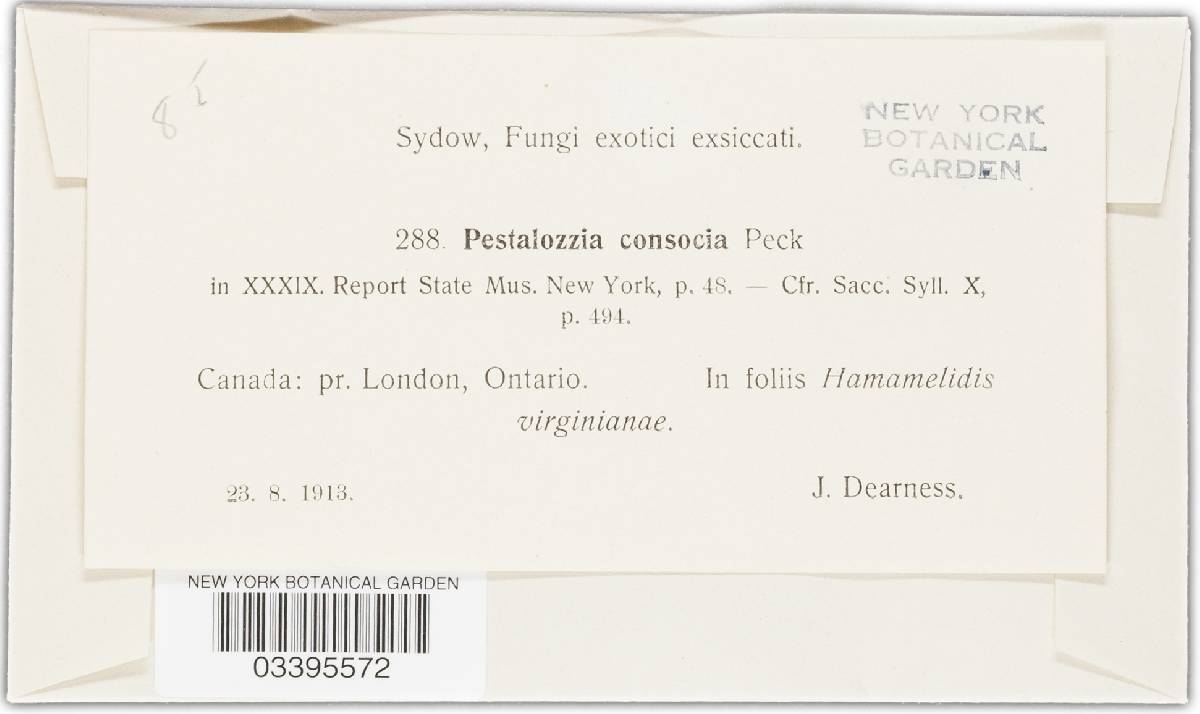 Sydow, Fungi exotici exsiccati.
NEW YORK
BOTANICAL
GARDEN
288. Pestalozzia consocia Peck
in XXXIX. Report State Mus. New York, p. 48. — Cfr. Sacc. Syll. X,
p. 494.
Canada: pr. London, Ontario. In foliis Hamamelidis
virginianae.
23. 8. 1913. J. Dearness.
NEW YORK BOTANICAL GARDEN
03395572